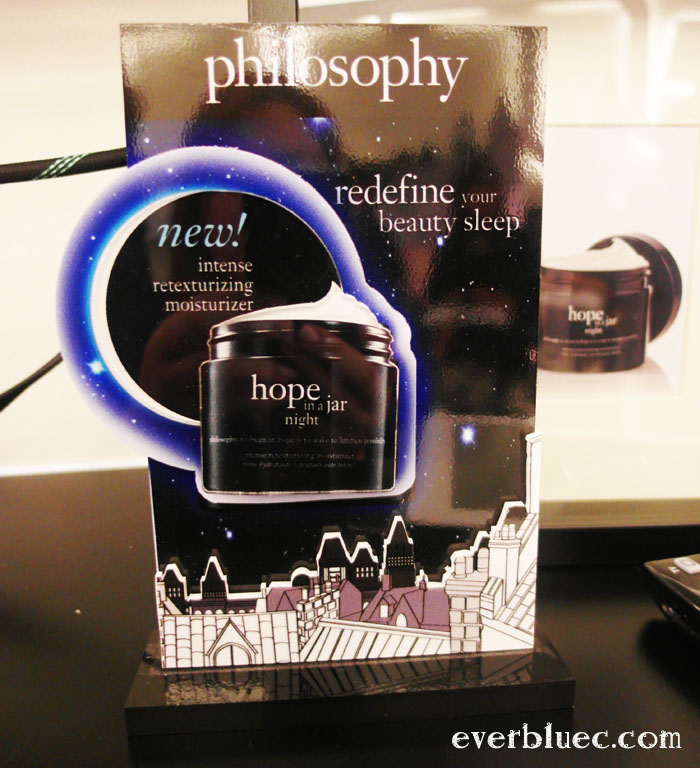 philosophy
redefine your
beauty sleep
new!
intense
retexturizing
moisturizer
hope
in a jar
night
hope
in a jar
night
everbluec.com